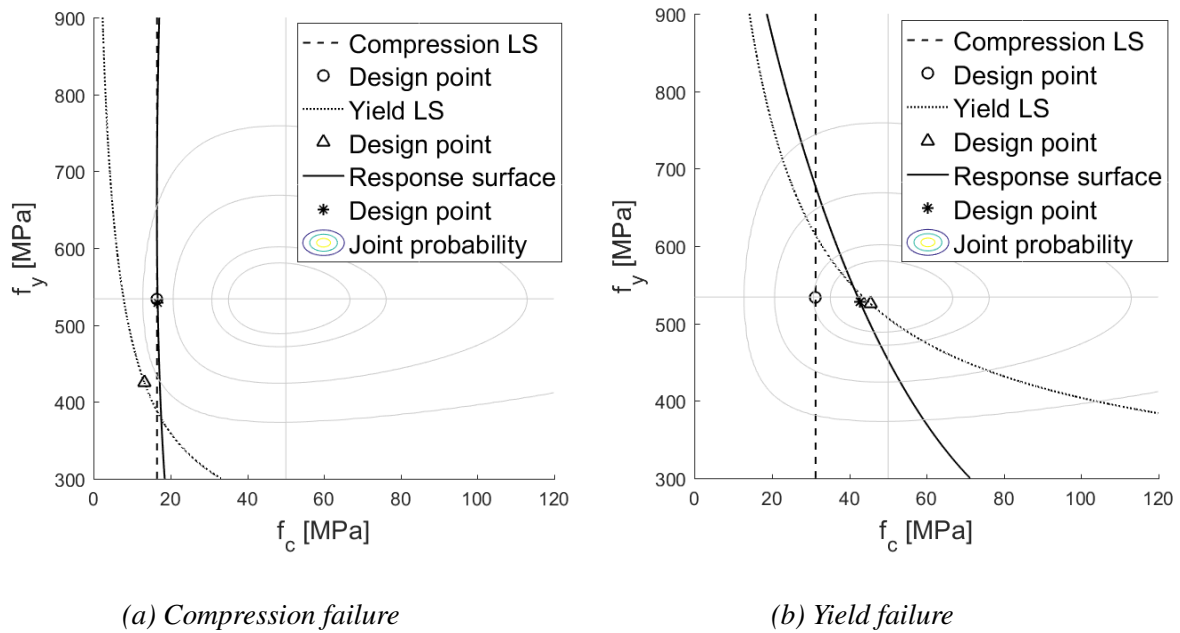 900
800
700
600
500
400
300
f_y [MPa]
0 20 40 60 80 100 120
f_c [MPa]
Compression LS
Design point
Yield LS
Design point
Response surface
Design point
Joint probability
(a) Compression failure
900
800
700
600
500
400
300
f_y [MPa]
0 20 40 60 80 100 120
f_c [MPa]
Compression LS
Design point
Yield LS
Design point
Response surface
Design point
Joint probability
(b) Yield failure